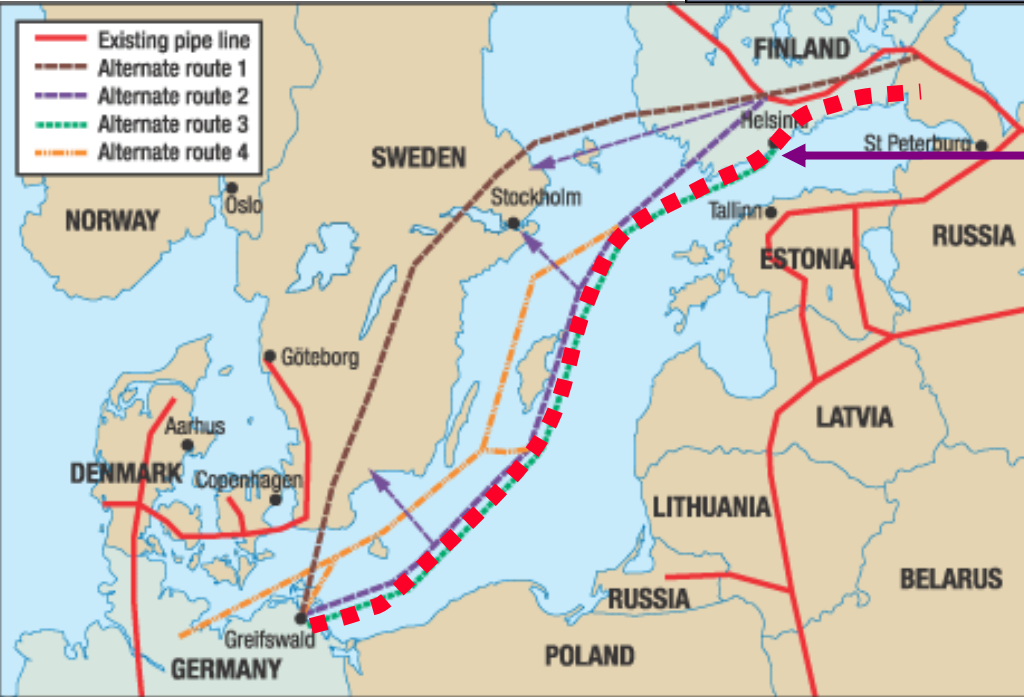 Existing pipe line
Alternate route 1
Alternate route 2
Alternate route 3
Alternate route 4
FINLAND
Helsinki
St Peterburg
SWEDEN
Stockholm
Oslo
NORWAY
Tallinn
RUSSIA
ESTONIA
Göteborg
LATVIA
Aarhus
DENMARK
Copenhagen
LITHUANIA
BELARUS
RUSSIA
Greifswald
POLAND
GERMANY